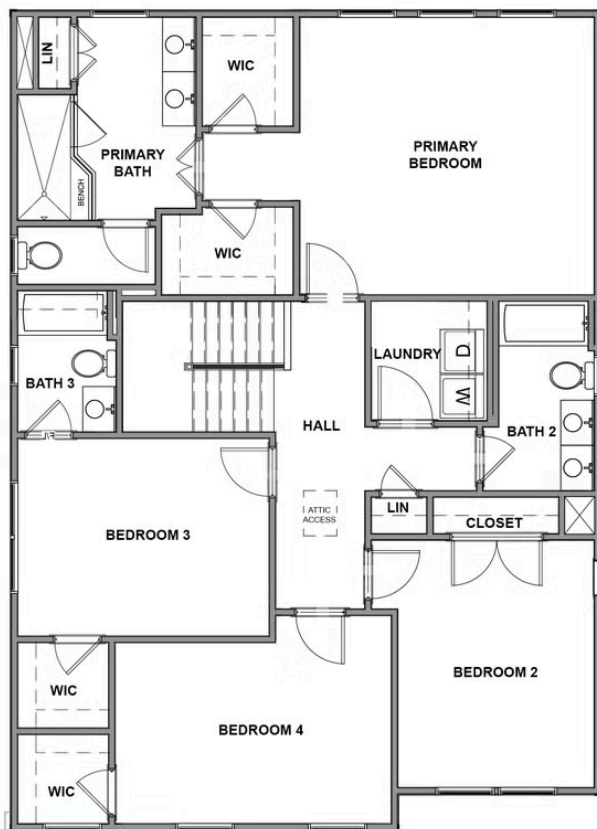 LIN
WIC
PRIMARY
BATH
PRIMARY
BEDROOM
BENCH
WIC
LAUNDRY
D
W
BATH 3
HALL
BATH 2
ATTIC
ACCESS
LIN
CLOSET
BEDROOM 3
WIC
BEDROOM 2
BEDROOM 4
WIC